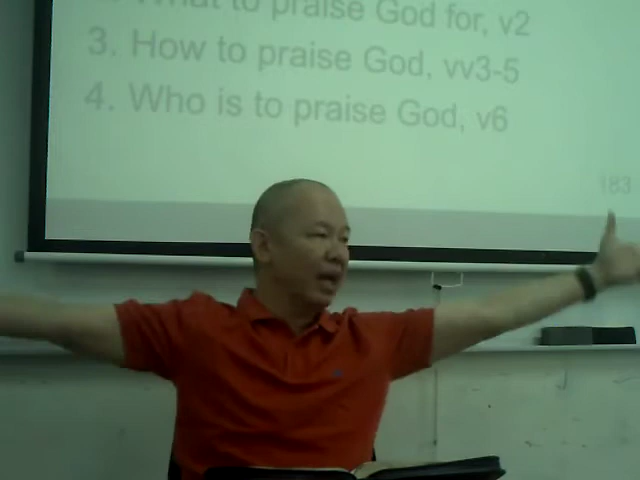 What to praise God for, v2
3. How to praise God, vv3-5
4. Who is to praise God, v6
183